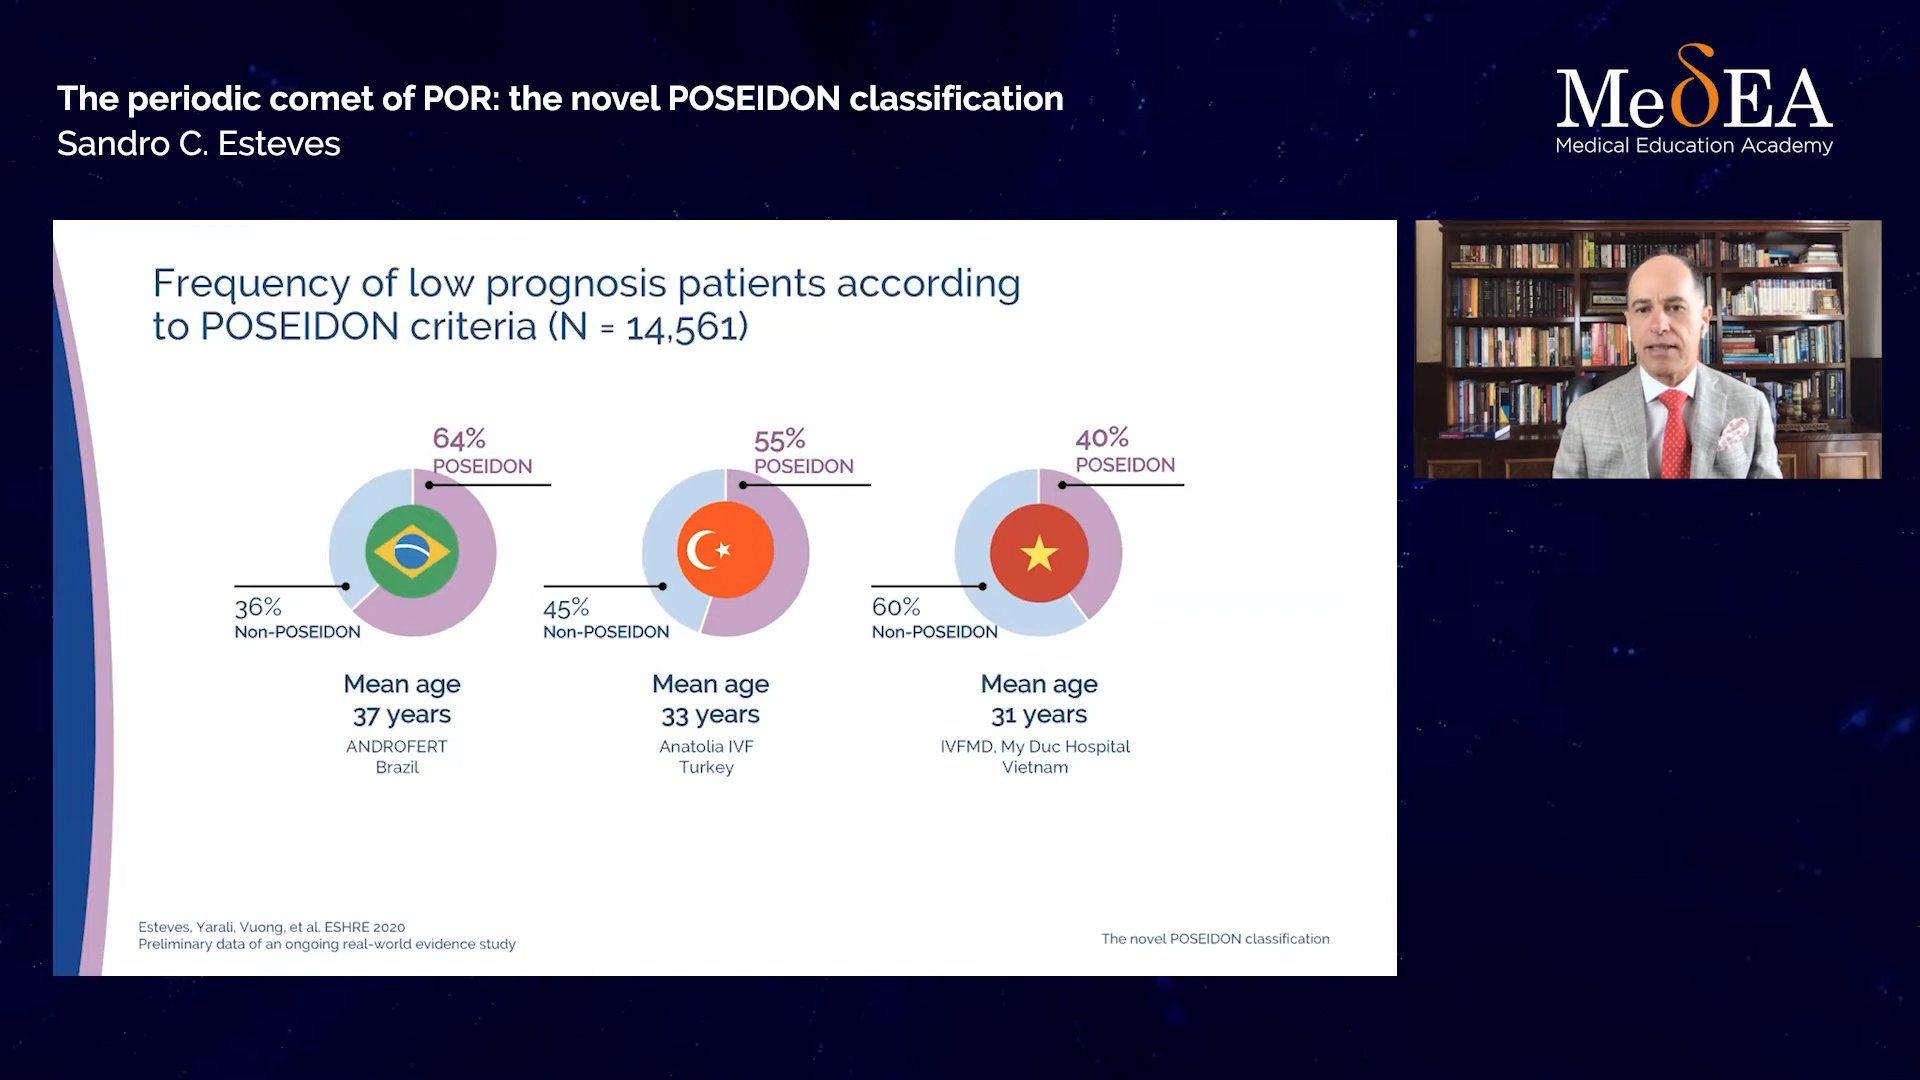 The periodic comet of POR: the novel POSEIDON classification
Sandro C. Esteves
MeδEA
Medical Education Academy
Frequency of low prognosis patients according
to POSEIDON criteria (N = 14,561)
64%
POSEIDON
36%
Non-POSEIDON
Mean age
37 years
ANDROFERT
Brazil
55%
POSEIDON
45%
Non-POSEIDON
Mean age
33 years
Anatolia IVF
Turkey
40%
POSEIDON
60%
Non-POSEIDON
Mean age
31 years
IVFMD, My Duc Hospital
Vietnam
Esteves, Yarali, Vuong, et al. ESHRE 2020
Preliminary data of an ongoing real-world evidence study
The novel POSEIDON classification